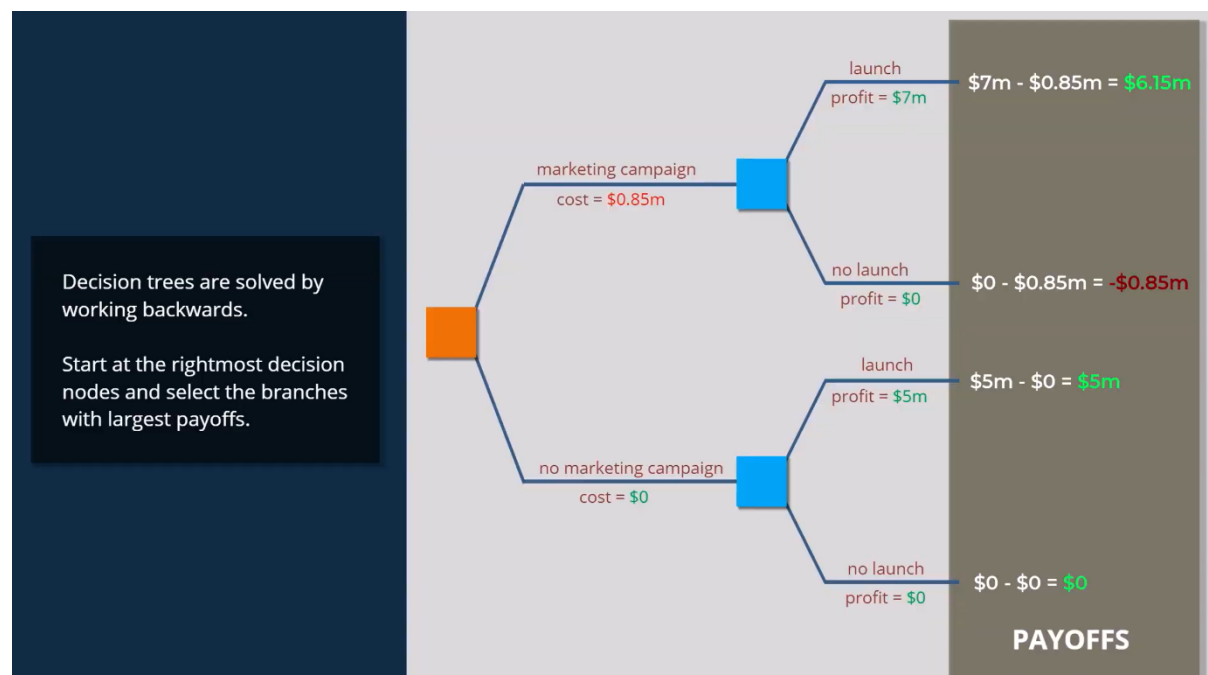 Decision trees are solved by
working backwards.
Start at the rightmost decision
nodes and select the branches
with largest payoffs.
launch
profit = $7m
$7m - $0.85m = $6.15m
marketing campaign
cost = $0.85m
no launch
profit = $0
$0 - $0.85m = -$0.85m
launch
profit = $5m
$5m - $0 = $5m
no marketing campaign
cost = $0
no launch
profit = $0
$0 - $0 = $0
PAYOFFS